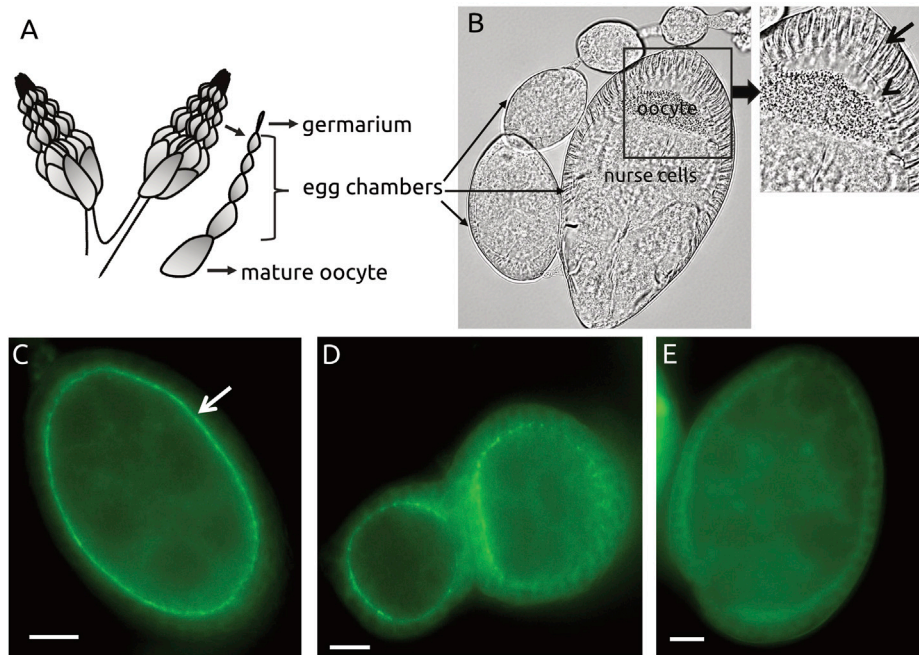 A
germarium
egg chambers
mature oocyte
B
oocyte
nurse cells
C
D
E